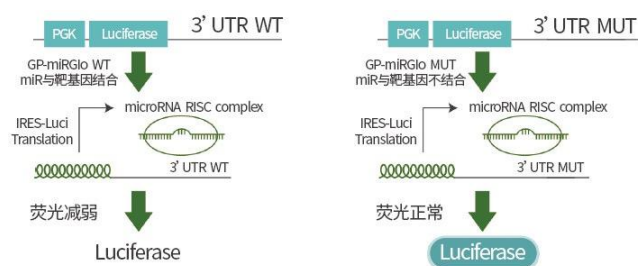 PGK Luciferase 3' UTR WT
GP-miRGlo WT
miR与靶基因结合
microRNA RISC complex
IRES-Luci
Translation
3' UTR WT
荧光减弱
Luciferase
PGK Luciferase 3' UTR MUT
GP-miRGlo MUT
miR与靶基因不结合
microRNA RISC complex
IRES-Luci
Translation
3' UTR MUT
荧光正常
Luciferase